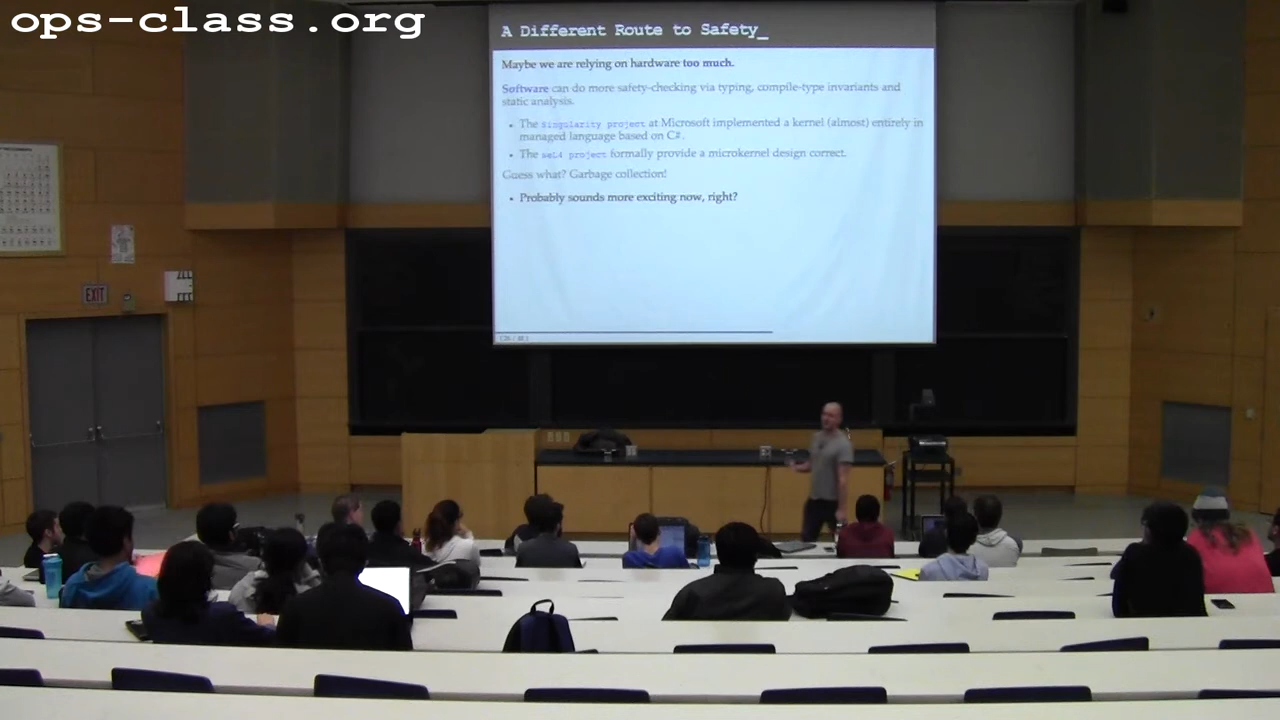 ops-class.org
A Different Route to Safety_
Maybe we are relying on hardware too much.
Software can do more safety-checking via typing, compile-type invariants and
static analysis.
• The Singularity project at Microsoft implemented a kernel (almost) entirely in
managed language based on C#.
• The seL4 project formally provide a microkernel design correct.
Guess what? Garbage collection!
• Probably sounds more exciting now, right?
EXIT